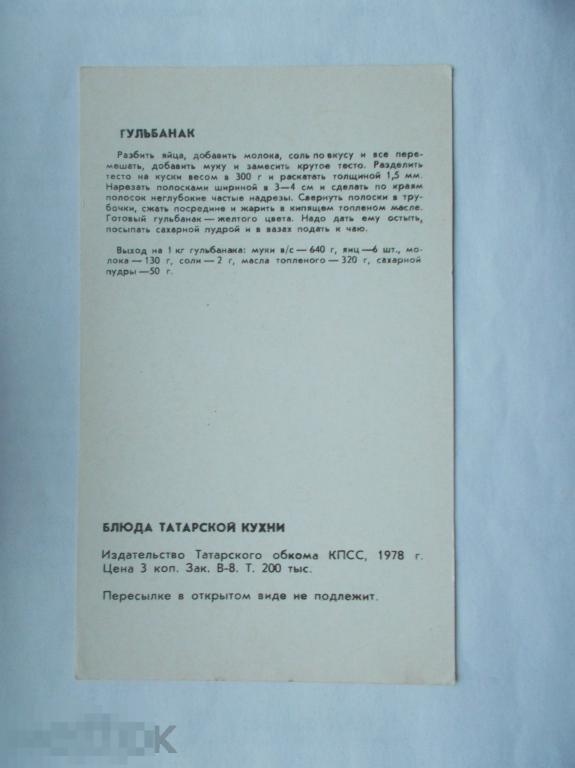 ГУЛЬБАНАК
Разбить яйца, добавить молока, соль по вкусу и все пере-
мешать, добавить муку и замесить крутое тесто. Разделить
тесто на куски весом в 300 г и раскатать толщиной 1,5 мм.
Нарезать полосками шириной в 3—4 см и сделать по краям
полосок неглубокие частые надрезы. Свернуть полоски в тру-
бочки, сжать посредине и жарить в кипящем топленом масле.
Готовый гульбанак — желтого цвета. Надо дать ему остыть,
посыпать сахарной пудрой и в вазах подать к чаю.
Выход на 1 кг гульбанака: муки в/с — 640 г, яиц — 6 шт., мо-
лока — 130 г, соли — 2 г, масла топленого — 320 г, сахарной
пудры — 50 г.
БЛЮДА ТАТАРСКОЙ КУХНИ
Издательство Татарского обкома КПСС, 1978 г.
Цена 3 коп. Зак. В-8. Т. 200 тыс.
Пересылке в открытом виде не подлежит.